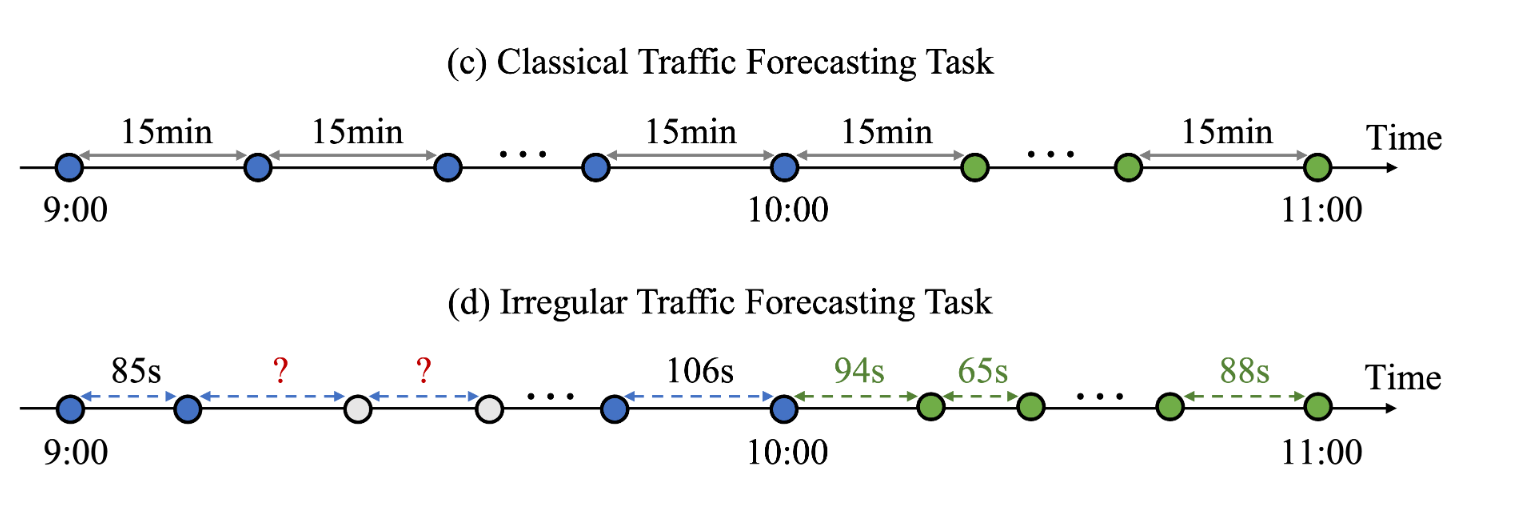 (c) Classical Traffic Forecasting Task
15min 15min ... 15min 15min ... 15min Time
9:00 10:00 11:00
(d) Irregular Traffic Forecasting Task
85s ? ? ... 106s 94s 65s ... 88s Time
9:00 10:00 11:00